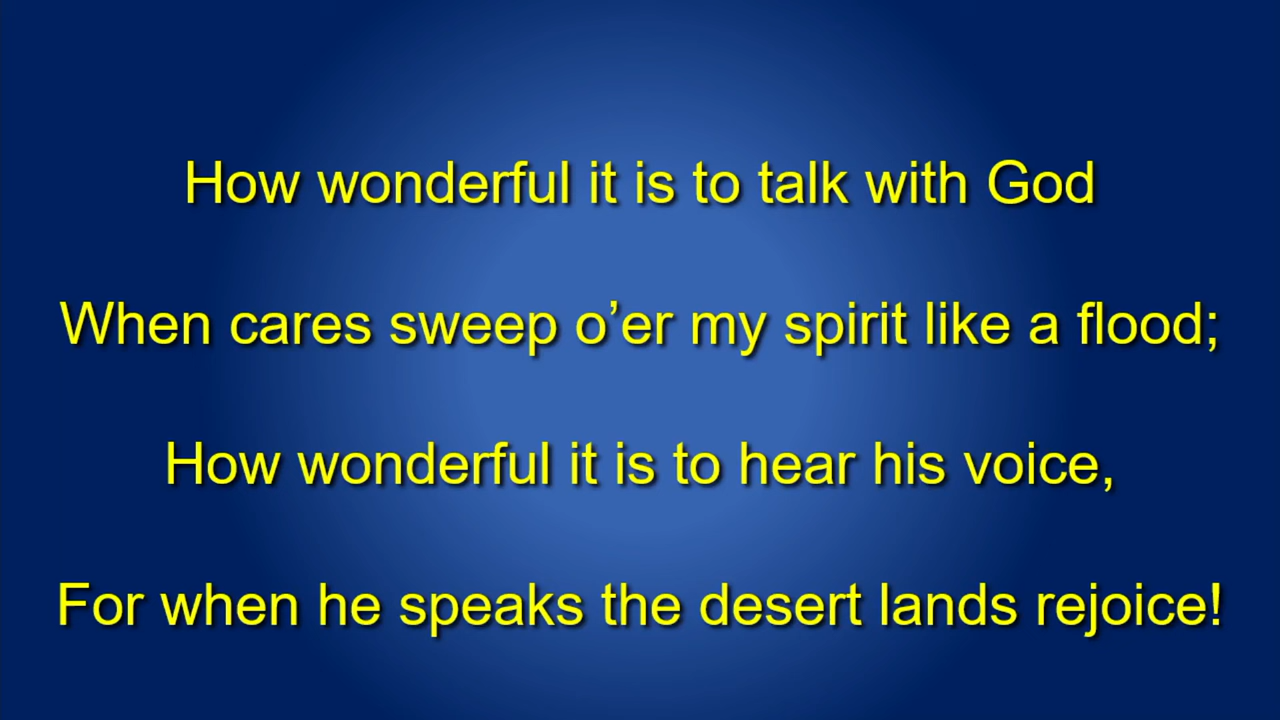 How wonderful it is to talk with God
When cares sweep o’er my spirit like a flood;
How wonderful it is to hear his voice,
For when he speaks the desert lands rejoice!